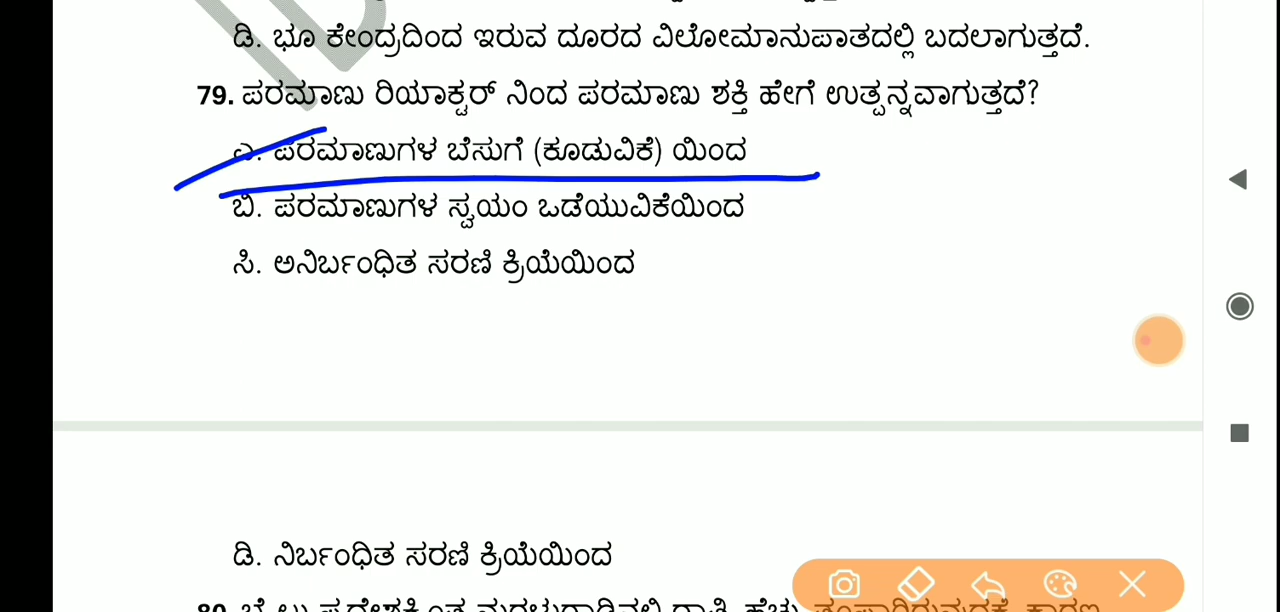 ಡಿ. ಭೂ ಕೇಂದ್ರದಿಂದ ಇರುವ ದೂರದ ವಿಲೋಮಾನುಪಾತದಲ್ಲಿ ಬದಲಾಗುತ್ತದೆ.
79. ಪರಮಾಣು ರಿಯಾಕ್ಟರ್ ನಿಂದ ಪರಮಾಣು ಶಕ್ತಿ ಹೇಗೆ ಉತ್ಪನ್ನವಾಗುತ್ತದೆ?
ಎ. ಪರಮಾಣುಗಳ ಬೆಸುಗೆ (ಕೂಡುವಿಕೆ) ಯಿಂದ
ಬಿ. ಪರಮಾಣುಗಳ ಸ್ವಯಂ ಒಡೆಯುವಿಕೆಯಿಂದ
ಸಿ. ಅನಿರ್ಬಂಧಿತ ಸರಣಿ ಕ್ರಿಯೆಯಿಂದ
ಡಿ. ನಿರ್ಬಂಧಿತ ಸರಣಿ ಕ್ರಿಯೆಯಿಂದ
80.